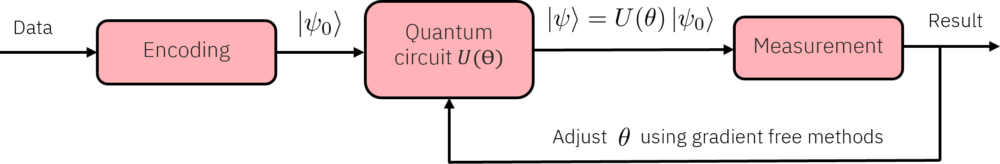 Data
Encoding
|ψ₀⟩
Quantum
circuit U(Θ)
|ψ⟩ = U(θ) |ψ₀⟩
Measurement
Result
Adjust θ using gradient free methods